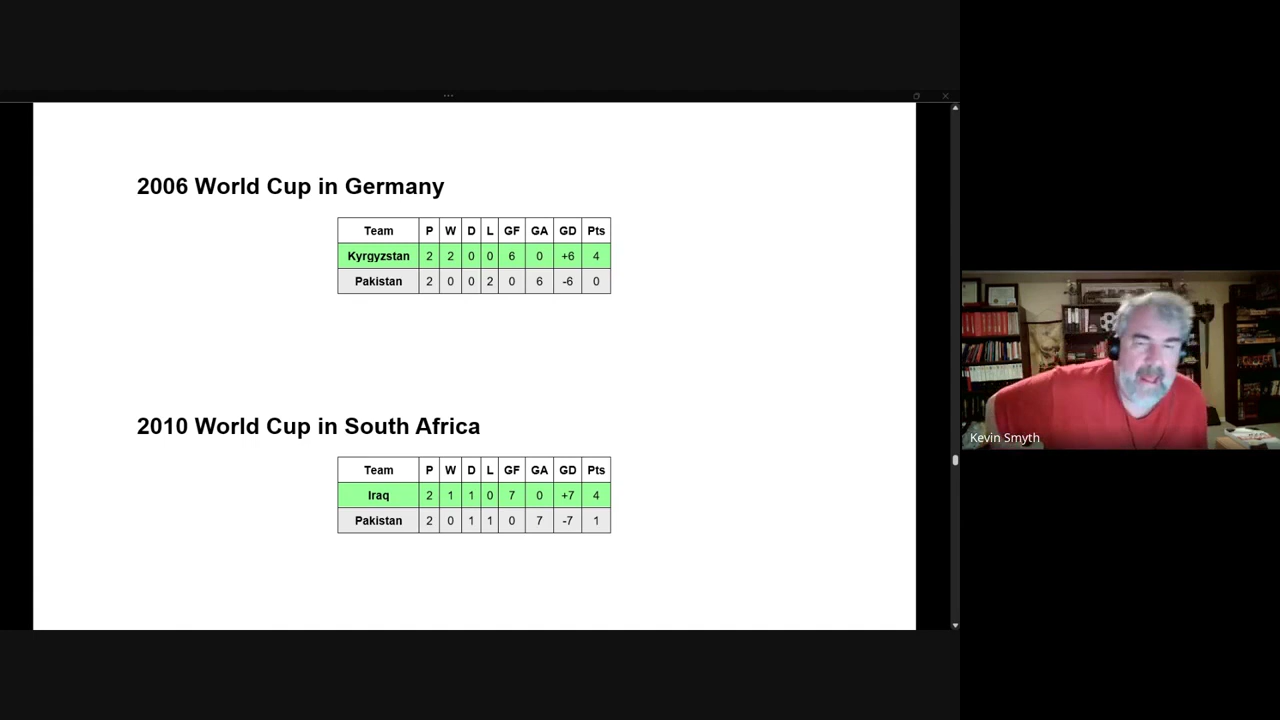 2006 World Cup in Germany
Team P W D L GF GA GD Pts
Kyrgyzstan 2 2 0 0 6 0 +6 4
Pakistan 2 0 0 2 0 6 -6 0
2010 World Cup in South Africa
Team P W D L GF GA GD Pts
Iraq 2 1 1 0 7 0 +7 4
Pakistan 2 0 1 1 0 7 -7 1
Kevin Smyth